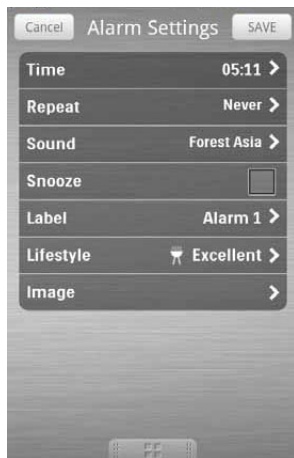 Cancel Alarm Settings SAVE
Time 05:11
Repeat Never
Sound Forest Asia
Snooze
Label Alarm 1
Lifestyle Excellent
Image